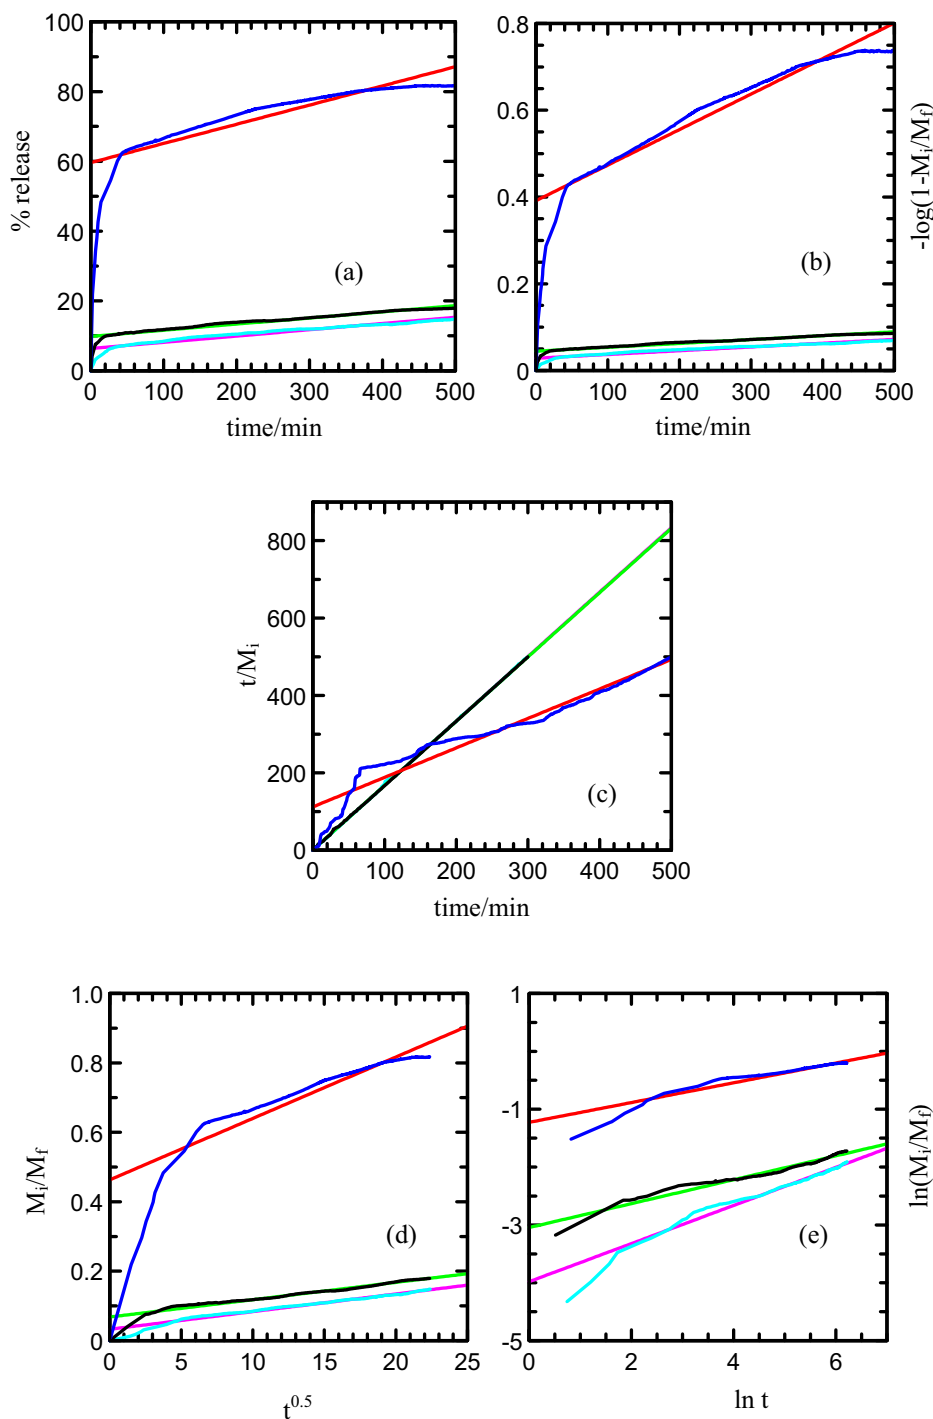 100
80
60
40
20
0
% release
(a)
0 100 200 300 400 500
time/min
0.8
0.6
0.4
0.2
0
-log(1-Mi/Mf)
(b)
0 100 200 300 400 500
time/min
800
600
400
200
0
t/Mi
(c)
0 100 200 300 400 500
time/min
1.0
0.8
0.6
0.4
0.2
0
Mi/Mf
(d)
0 5 10 15 20 25
t0.5
1
-1
-3
-5
ln(Mi/Mf)
(e)
0 2 4 6
ln t